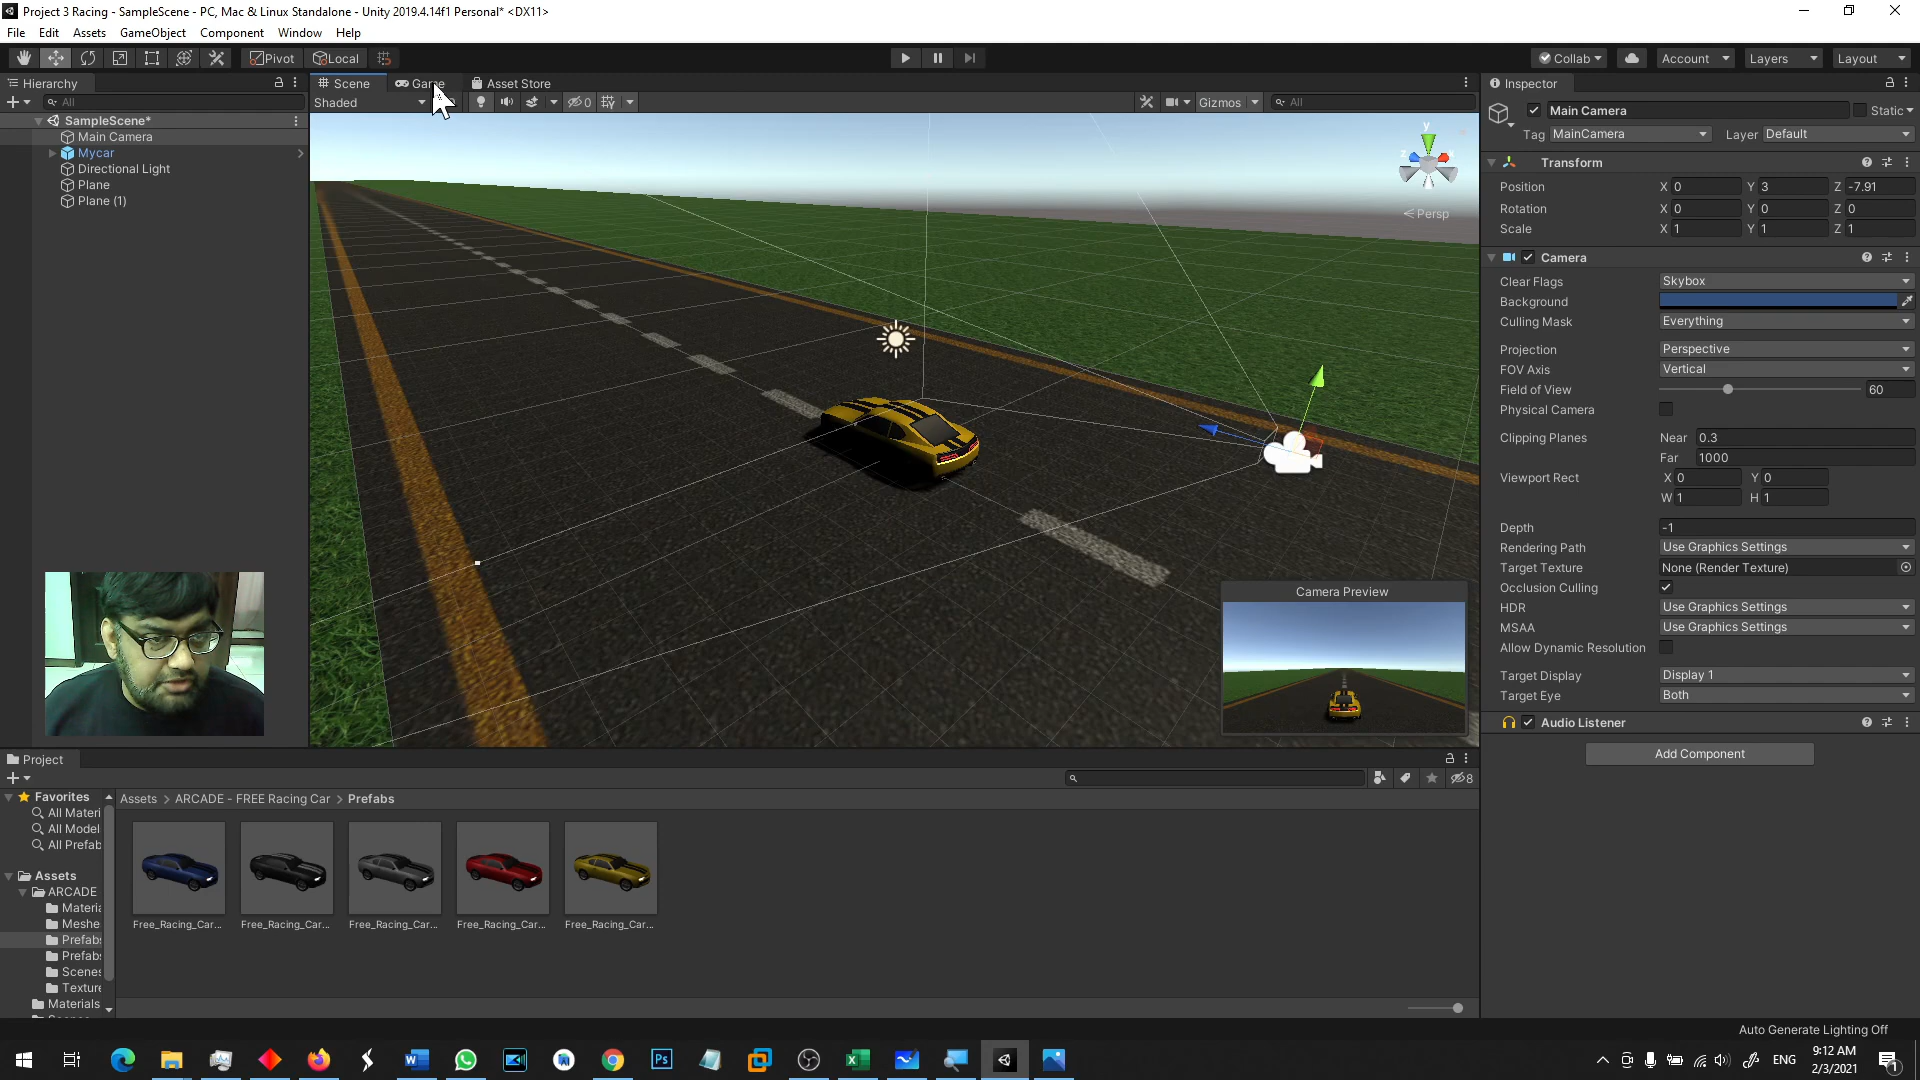 Project 3 Racing - SampleScene - PC, Mac & Linux Standalone - Unity 2019.4.14f1 Personal* <DX11>
File Edit Assets GameObject Component Window Help
Pivot Local Collab Account Layers Layout
Hierarchy
All
SampleScene*
Main Camera
Mycar
Directional Light
Plane
Plane (1)
Scene Game Asset Store
Shaded 0 Gizmos All
y
z
Persp
Camera Preview
Inspector
Main Camera Static
Tag MainCamera Layer Default
Transform
Position X 0 Y 3 Z -7.91
Rotation X 0 Y 0 Z 0
Scale X 1 Y 1 Z 1
Camera
Clear Flags Skybox
Background
Culling Mask Everything
Projection Perspective
FOV Axis Vertical
Field of View 60
Physical Camera
Clipping Planes Near 0.3
Far 1000
Viewport Rect X 0 Y 0
W 1 H 1
Depth -1
Rendering Path Use Graphics Settings
Target Texture None (Render Texture)
Occlusion Culling
HDR Use Graphics Settings
MSAA Use Graphics Settings
Allow Dynamic Resolution
Target Display Display 1
Target Eye Both
Audio Listener
Add Component
Project
8
Favorites
All Materi
All Model
All Prefab
Assets
ARCADE
Materia
Meshe
Prefabs
Prefabs
Scenes
Texture
Materials
Assets > ARCADE - FREE Racing Car > Prefabs
Free_Racing_Car... Free_Racing_Car... Free_Racing_Car... Free_Racing_Car... Free_Racing_Car...
Auto Generate Lighting Off
Ps
ENG
9:12 AM
2/3/2021
1